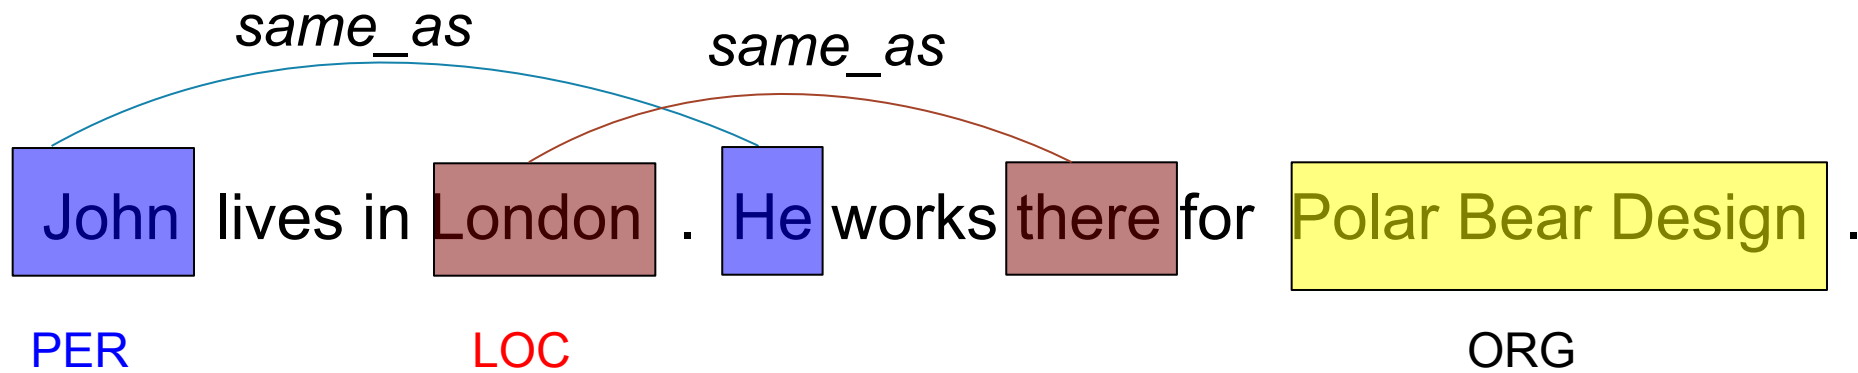 same_as
same_as
John lives in London . He works there for Polar Bear Design .
PER LOC ORG